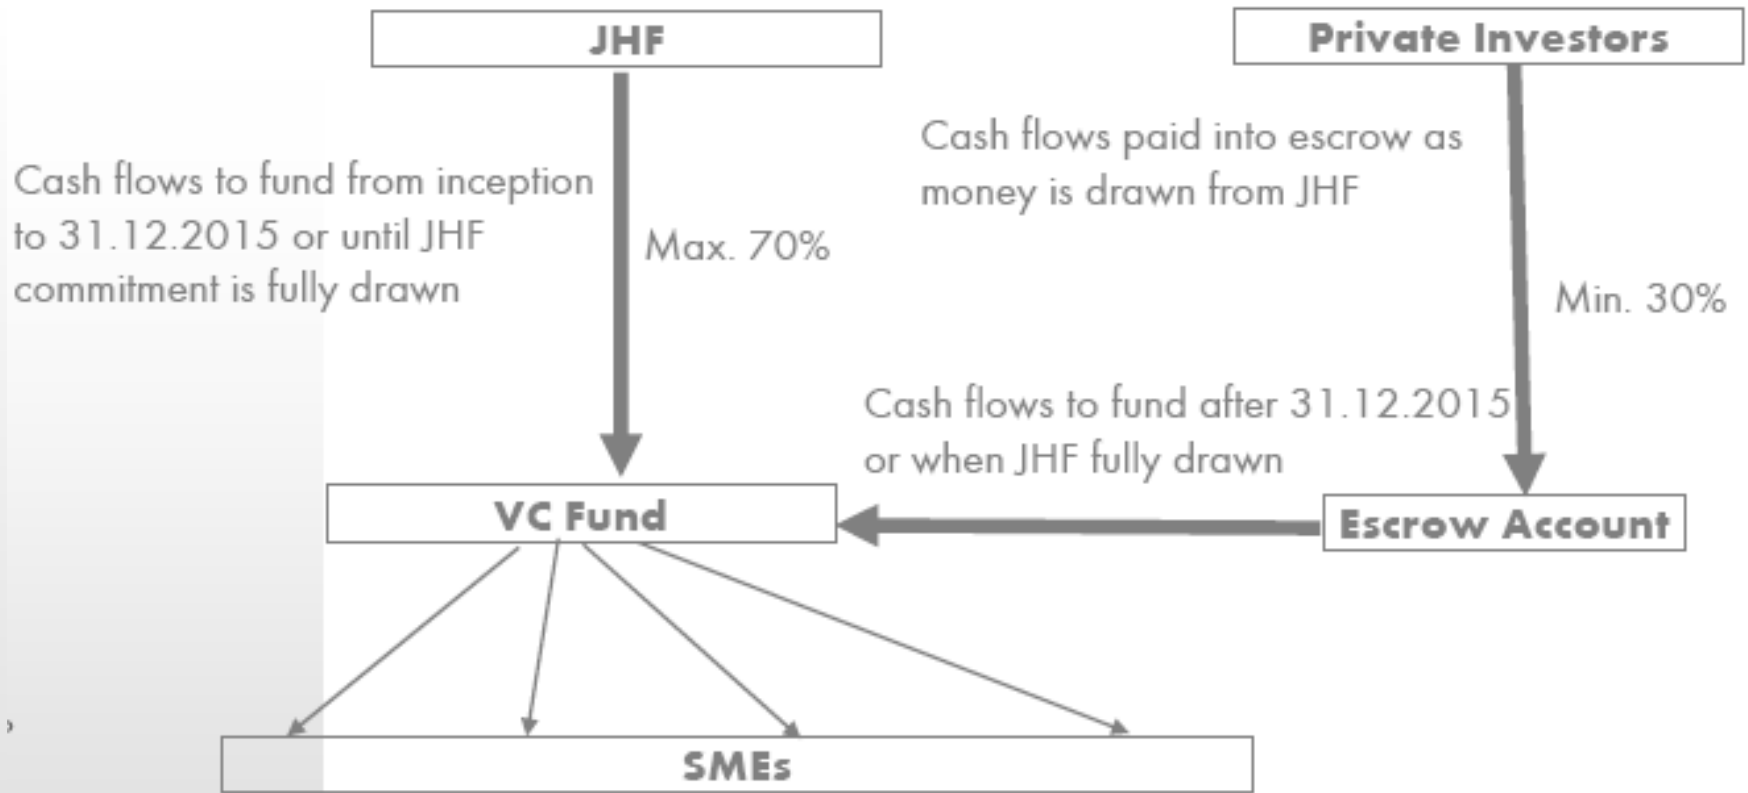 JHF
Private Investors
Cash flows paid into escrow as
money is drawn from JHF
Cash flows to fund from inception
to 31.12.2015 or until JHF
commitment is fully drawn
Max. 70%
Min. 30%
Cash flows to fund after 31.12.2015
or when JHF fully drawn
VC Fund
Escrow Account
SMEs